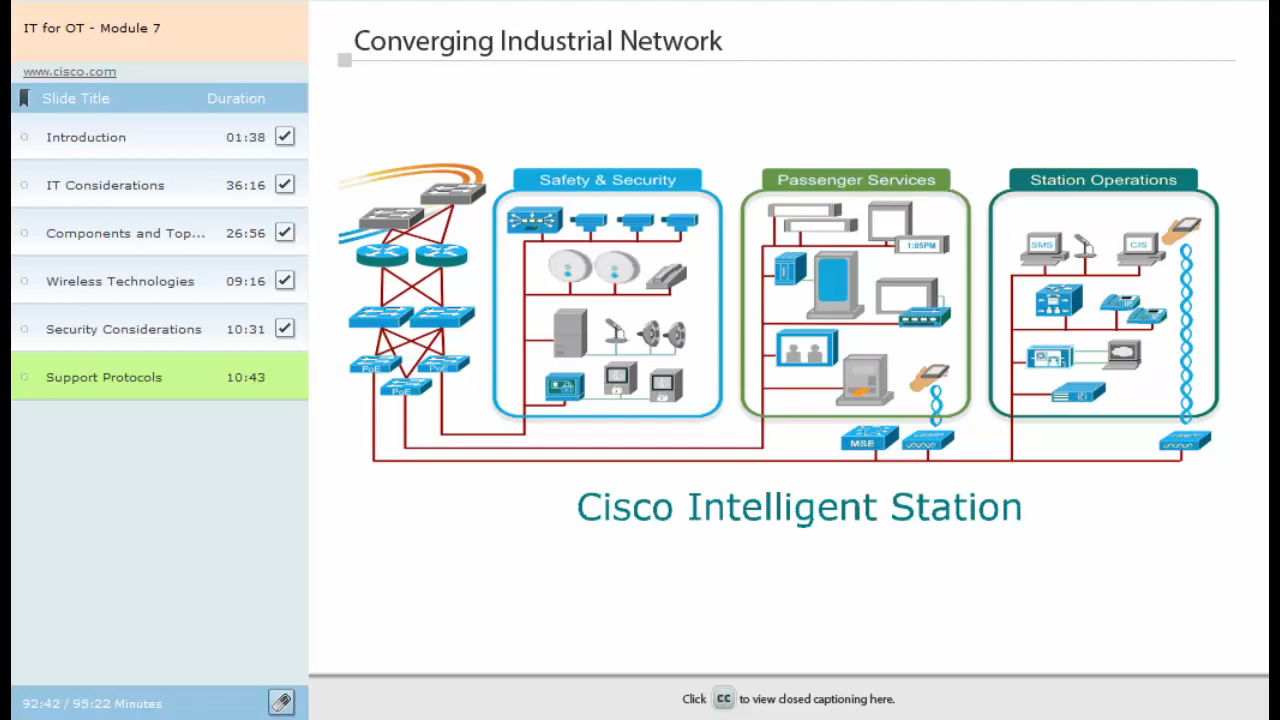 IT for OT - Module 7
www.cisco.com
Slide Title Duration
Introduction 01:38
IT Considerations 36:16
Components and Top... 26:56
Wireless Technologies 09:16
Security Considerations 10:31
Support Protocols 10:43
92:42 / 95:22 Minutes
Converging Industrial Network
Safety & Security
Passenger Services
Station Operations
1:05PM
SMS
CIS
PoE
PoE
PoE
MSE
Cisco Intelligent Station
Click CC to view closed captioning here.